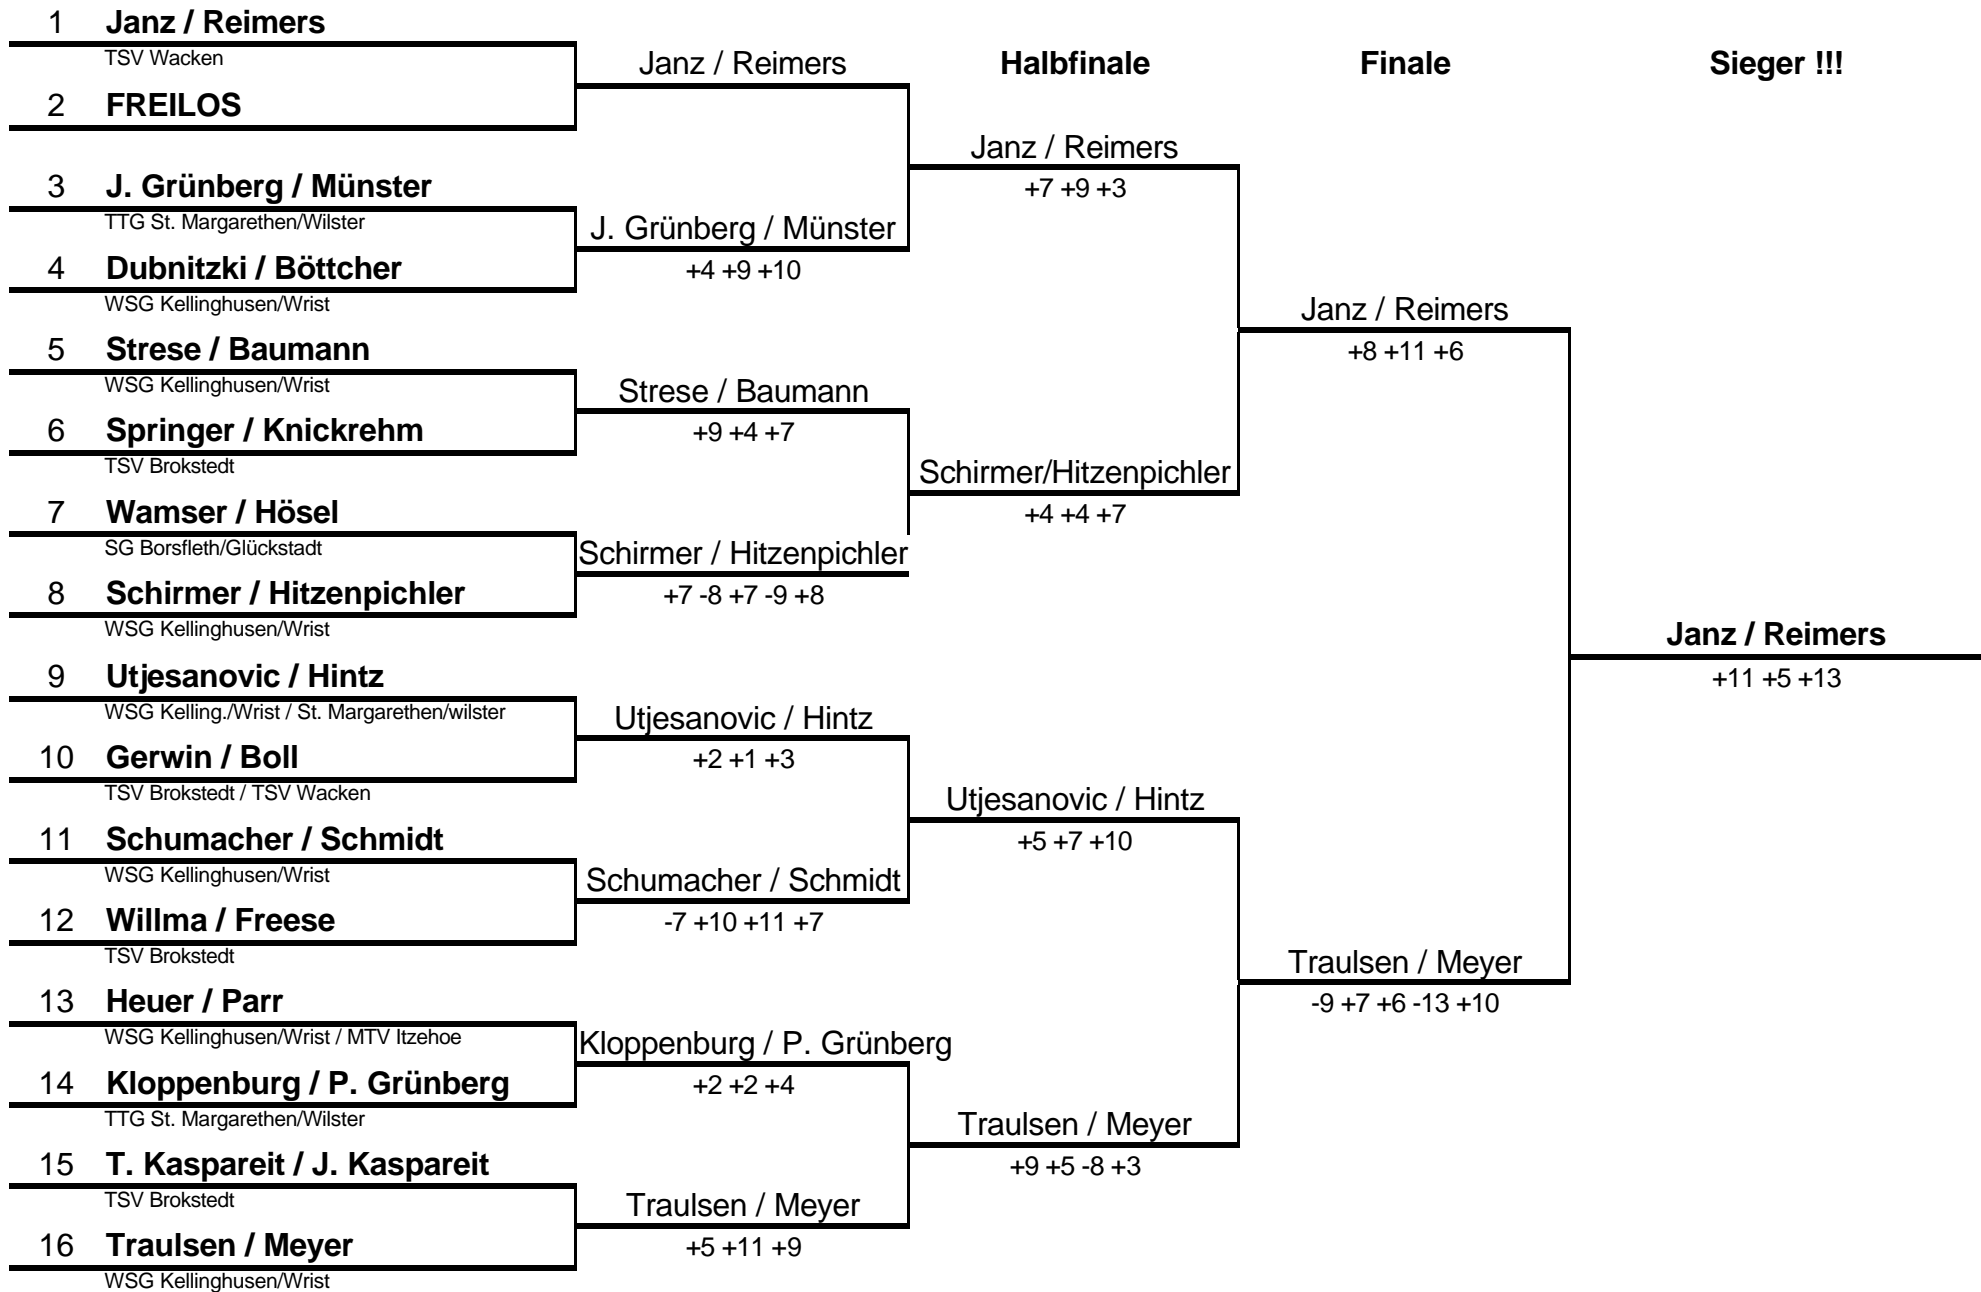 1 Janz / Reimers
TSV Wacken
Janz / Reimers
Halbfinale
Finale
Sieger !!!
2 FREILOS
Janz / Reimers
+7 +9 +3
3 J. Grünberg / Münster
TTG St. Margarethen/Wilster
J. Grünberg / Münster
+4 +9 +10
4 Dubnitzki / Böttcher
WSG Kellinghusen/Wrist
Janz / Reimers
+8 +11 +6
5 Strese / Baumann
WSG Kellinghusen/Wrist
Strese / Baumann
+9 +4 +7
6 Springer / Knickrehm
TSV Brokstedt
Schirmer/Hitzenpichler
+4 +4 +7
7 Wamser / Hösel
SG Borsfleth/Glückstadt
Schirmer / Hitzenpichler
+7 -8 +7 -9 +8
8 Schirmer / Hitzenpichler
WSG Kellinghusen/Wrist
Janz / Reimers
+11 +5 +13
9 Utjesanovic / Hintz
WSG Kelling./Wrist / St. Margarethen/wilster
Utjesanovic / Hintz
+2 +1 +3
10 Gerwin / Boll
TSV Brokstedt / TSV Wacken
Utjesanovic / Hintz
+5 +7 +10
11 Schumacher / Schmidt
WSG Kellinghusen/Wrist
Schumacher / Schmidt
-7 +10 +11 +7
12 Willma / Freese
TSV Brokstedt
Traulsen / Meyer
-9 +7 +6 -13 +10
13 Heuer / Parr
WSG Kellinghusen/Wrist / MTV Itzehoe
Kloppenburg / P. Grünberg
+2 +2 +4
14 Kloppenburg / P. Grünberg
TTG St. Margarethen/Wilster
Traulsen / Meyer
+9 +5 -8 +3
15 T. Kaspareit / J. Kaspareit
TSV Brokstedt
Traulsen / Meyer
+5 +11 +9
16 Traulsen / Meyer
WSG Kellinghusen/Wrist